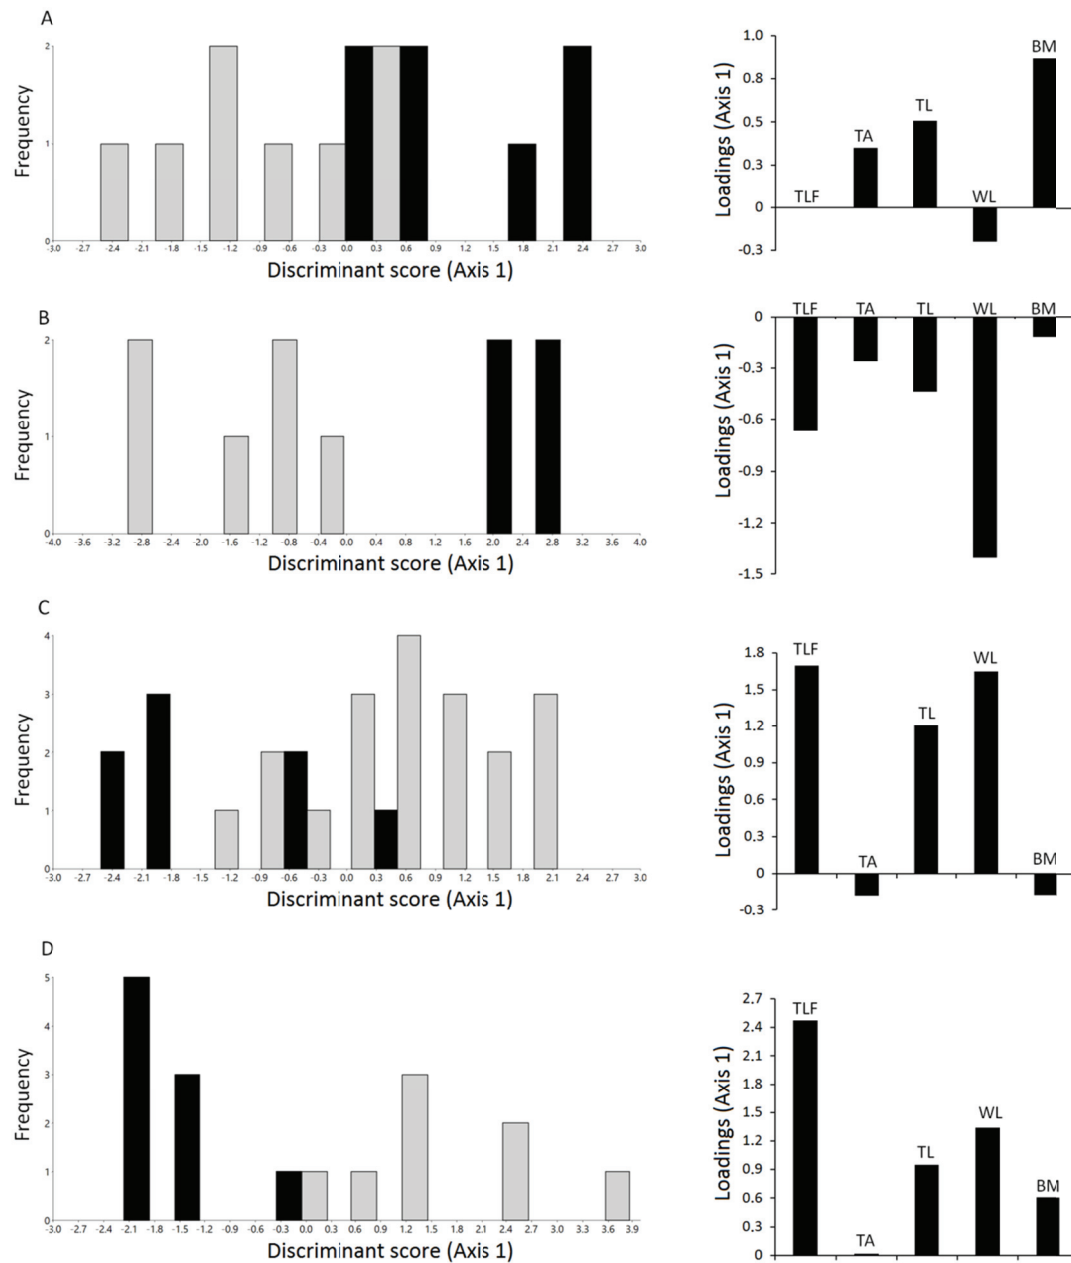 A
Frequency
2
1
0
-3.0 -2.7 -2.4 -2.1 -1.8 -1.5 -1.2 -0.9 -0.6 -0.3 0.0 0.3 0.6 0.9 1.2 1.5 1.8 2.1 2.4 2.7 3.0
Discriminant score (Axis 1)
Loadings (Axis 1)
1.0
0.8
0.5
0.3
0
-0.3
TLF TA TL WL BM
B
Frequency
2
1
0
-4.0 -3.6 -3.2 -2.8 -2.4 -2.0 -1.6 -1.2 -0.8 -0.4 0.0 0.4 0.8 1.2 1.6 2.0 2.4 2.8 3.2 3.6 4.0
Discriminant score (Axis 1)
Loadings (Axis 1)
0
-0.3
-0.6
-0.9
-1.2
-1.5
TLF TA TL WL BM
C
Frequency
4
3
2
1
0
-3.0 -2.7 -2.4 -2.1 -1.8 -1.5 -1.2 -0.9 -0.6 -0.3 0.0 0.3 0.6 0.9 1.2 1.5 1.8 2.1 2.4 2.7 3.0
Discriminant score (Axis 1)
Loadings (Axis 1)
1.8
1.5
1.2
0.9
0.6
0.3
0
-0.3
TLF TA TL WL BM
D
Frequency
5
4
3
2
1
0
-3.0 -2.7 -2.4 -2.1 -1.8 -1.5 -1.2 -0.9 -0.6 -0.3 0.0 0.3 0.6 0.9 1.2 1.5 1.8 2.1 2.4 2.7 3.0 3.3 3.6 3.9
Discriminant score (Axis 1)
Loadings (Axis 1)
2.7
2.4
2.1
1.8
1.5
1.2
0.9
0.6
0.3
0
TLF TA TL WL BM